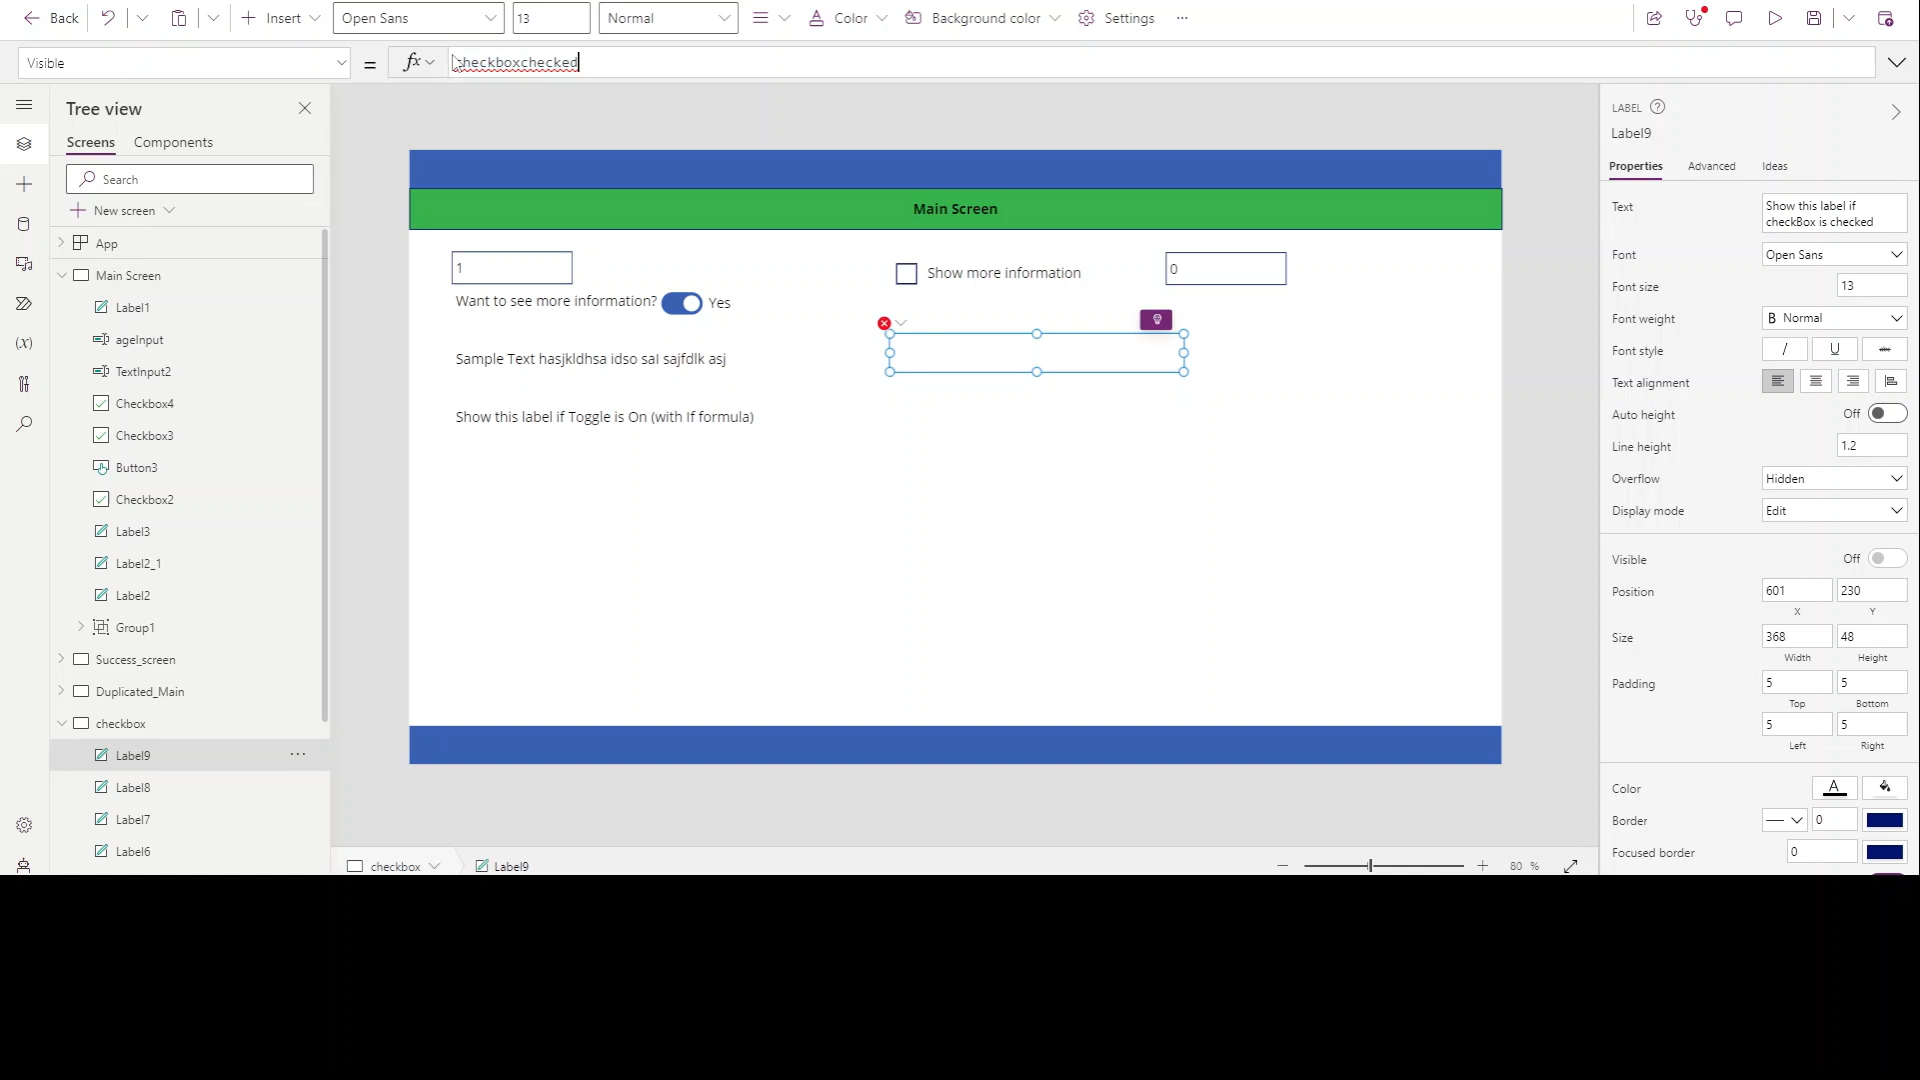 Back
Insert
Open Sans
13
Normal
Color
Background color
Settings
Visible
=
fx
checkboxchecked
Tree view
Screens
Components
Search
New screen
App
Main Screen
Label1
ageInput
TextInput2
Checkbox4
Checkbox3
Button3
Checkbox2
Label3
Label2_1
Label2
Group1
Success_screen
Duplicated_Main
checkbox
Label9
Label8
Label7
Label6
Main Screen
1
Show more information
0
Want to see more information?
Yes
Sample Text hasjkldhsa idso sal sajfdlk asj
Show this label if Toggle is On (with If formula)
checkbox
Label9
80 %
LABEL
Label9
Properties
Advanced
Ideas
Text
Show this label if
checkBox is checked
Font
Open Sans
Font size
13
Font weight
B Normal
Font style
Text alignment
Auto height
Off
Line height
1.2
Overflow
Hidden
Display mode
Edit
Visible
Off
Position
601
230
X
Y
Size
368
48
Width
Height
Padding
5
5
Top
Bottom
5
5
Left
Right
Color
A
Border
0
Focused border
0